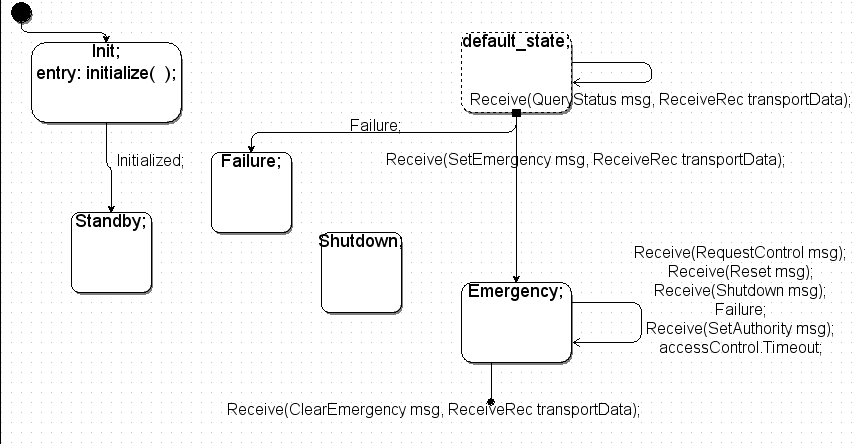 Init;
entry: initialize(  );
default_state;
Receive(QueryStatus msg, ReceiveRec transportData);
Failure;
Initialized;
Failure;
Receive(SetEmergency msg, ReceiveRec transportData);
Standby;
Shutdown;
Emergency;
Receive(RequestControl msg);
Receive(Reset msg);
Receive(Shutdown msg);
Failure;
Receive(SetAuthority msg);
accessControl.Timeout;
Receive(ClearEmergency msg, ReceiveRec transportData);